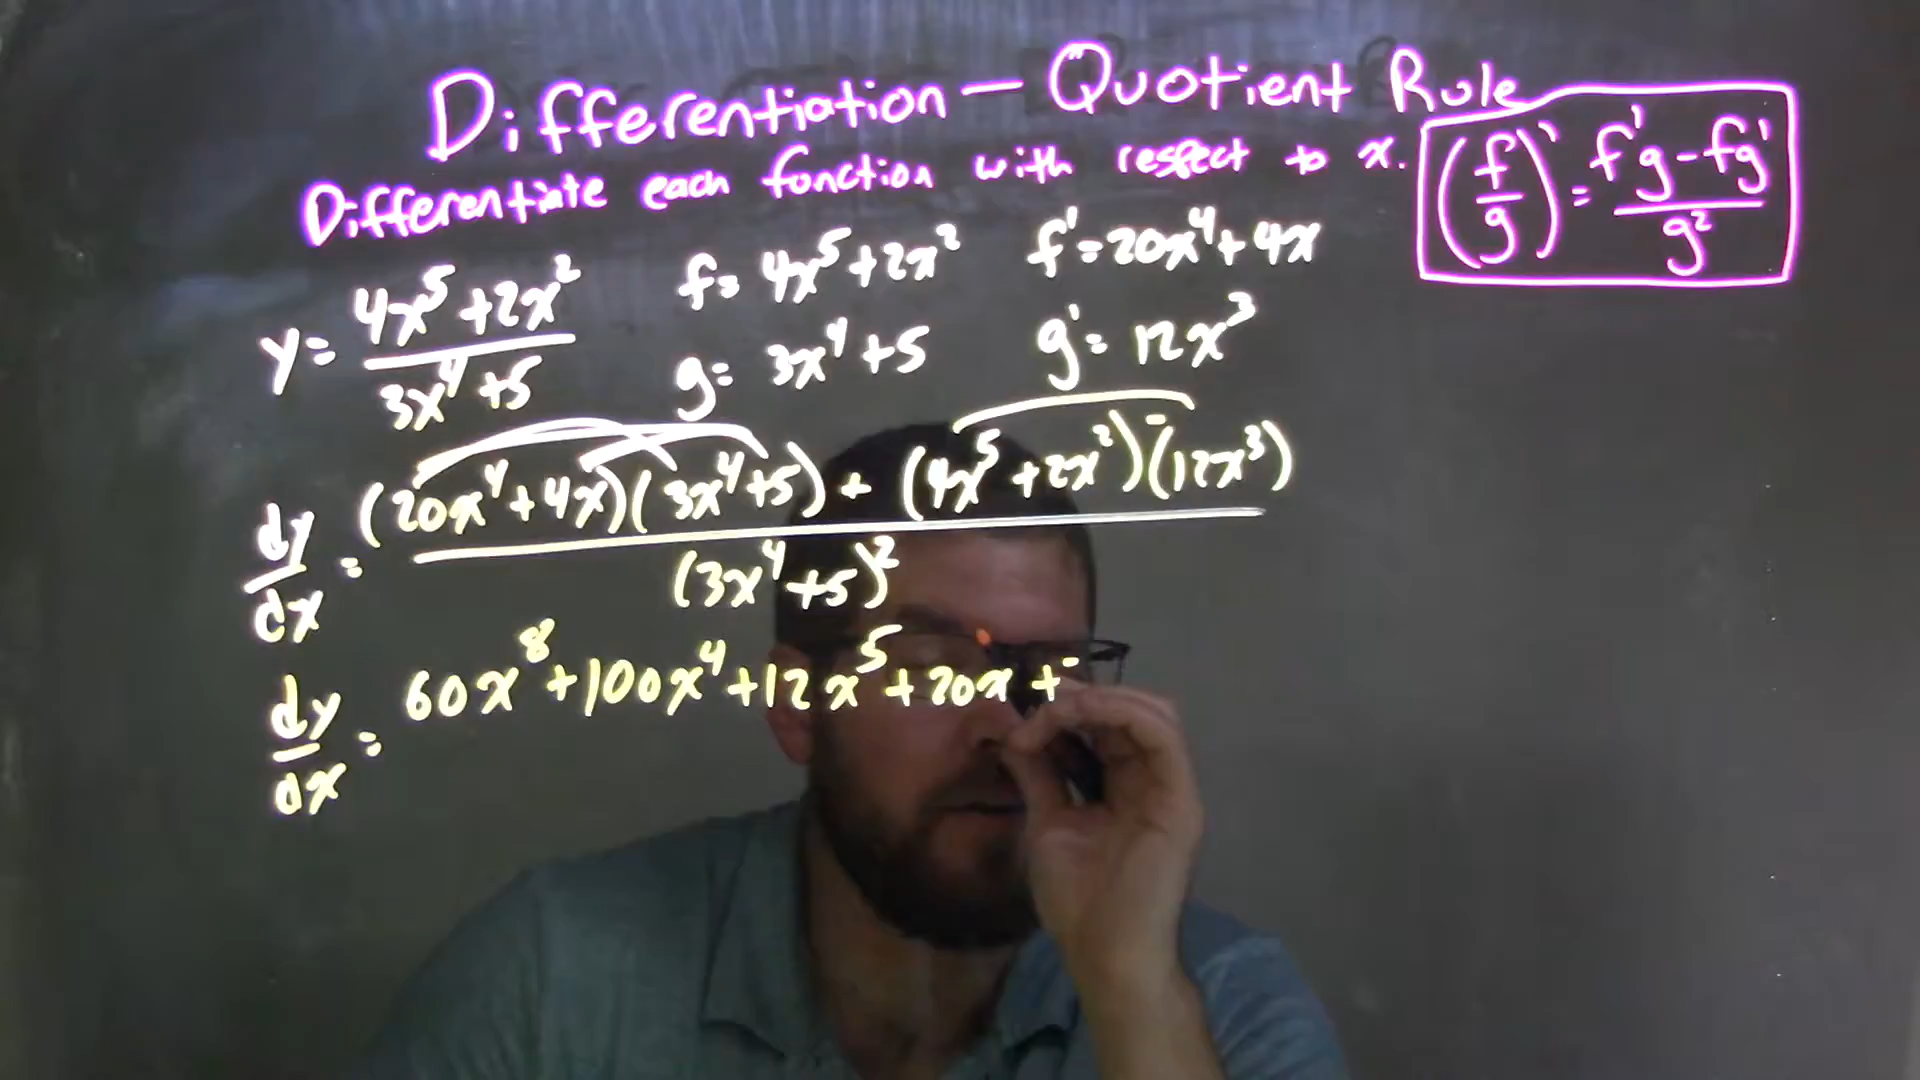 Differentiation — Quotient Rule
Differentiate each function with respect to x.
(f/g)' = (f'g - fg')/g²
y = (4x⁵ + 2x²)/(3x⁴ + 5)
f = 4x⁵ + 2x² f' = 20x⁴ + 4x
g = 3x⁴ + 5 g' = 12x³
dy/dx = ((20x⁴ + 4x)(3x⁴ + 5) + (4x⁵ + 2x²)⁻(12x³))/(3x⁴ + 5)²
dy/dx = 60x⁸ + 100x⁴ + 12x⁵ + 20x + -